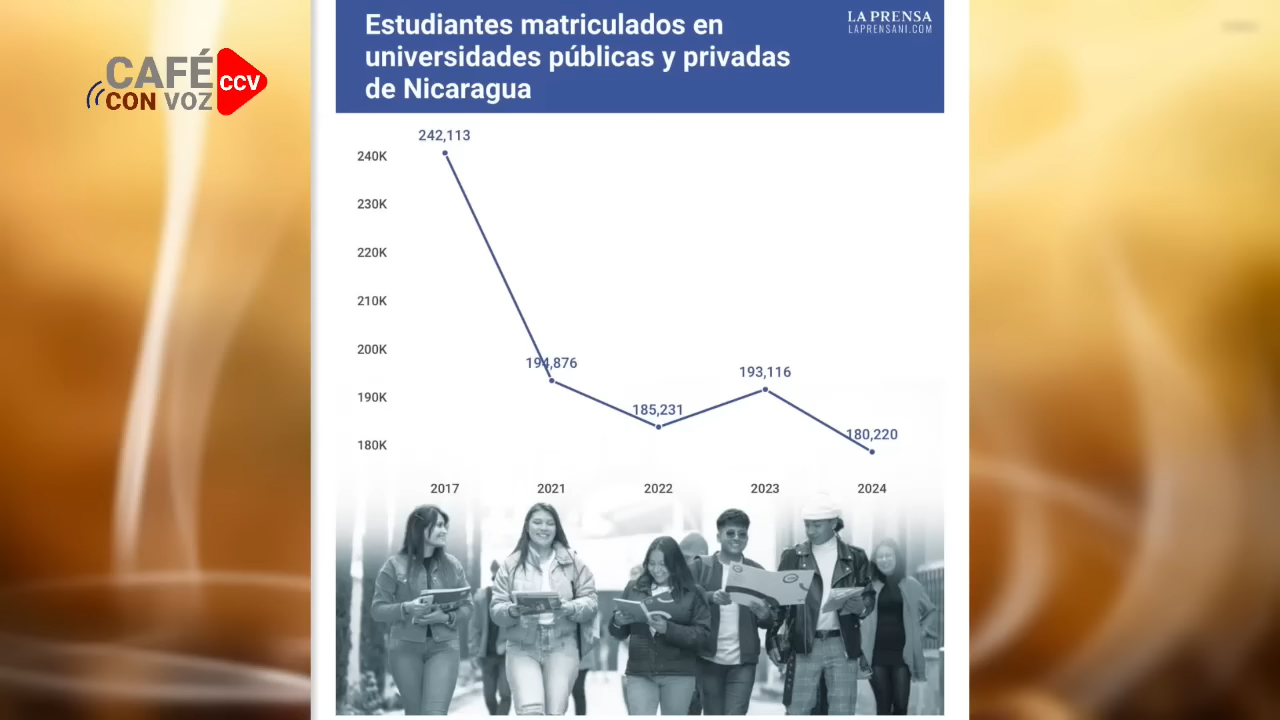 CAFÉ
CON VOZ
CCV
Estudiantes matriculados en
universidades públicas y privadas
de Nicaragua
LA PRENSA
LAPRENSANI.COM
242,113
240K
230K
220K
210K
200K
194,876
193,116
190K
185,231
180,220
180K
2017 2021 2022 2023 2024